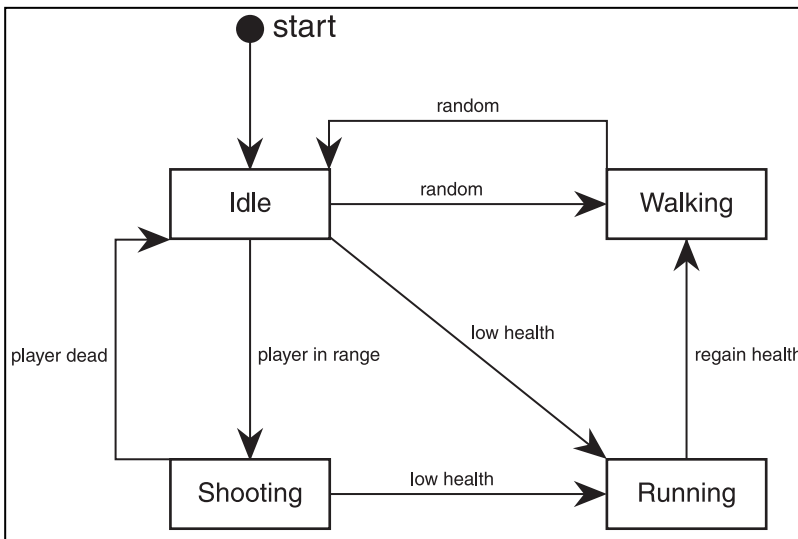 start
random
Idle
random
Walking
low health
player dead
player in range
regain health
Shooting
low health
Running